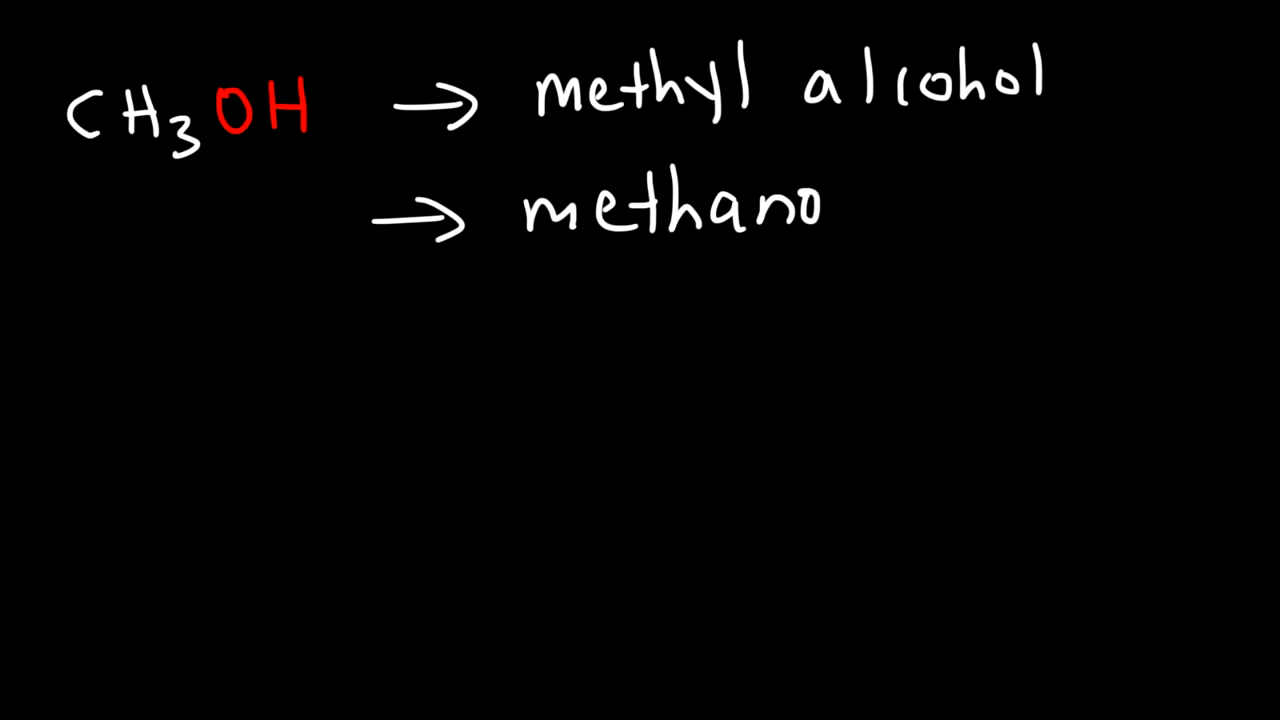 CH₃OH → methyl alcohol
→ methano